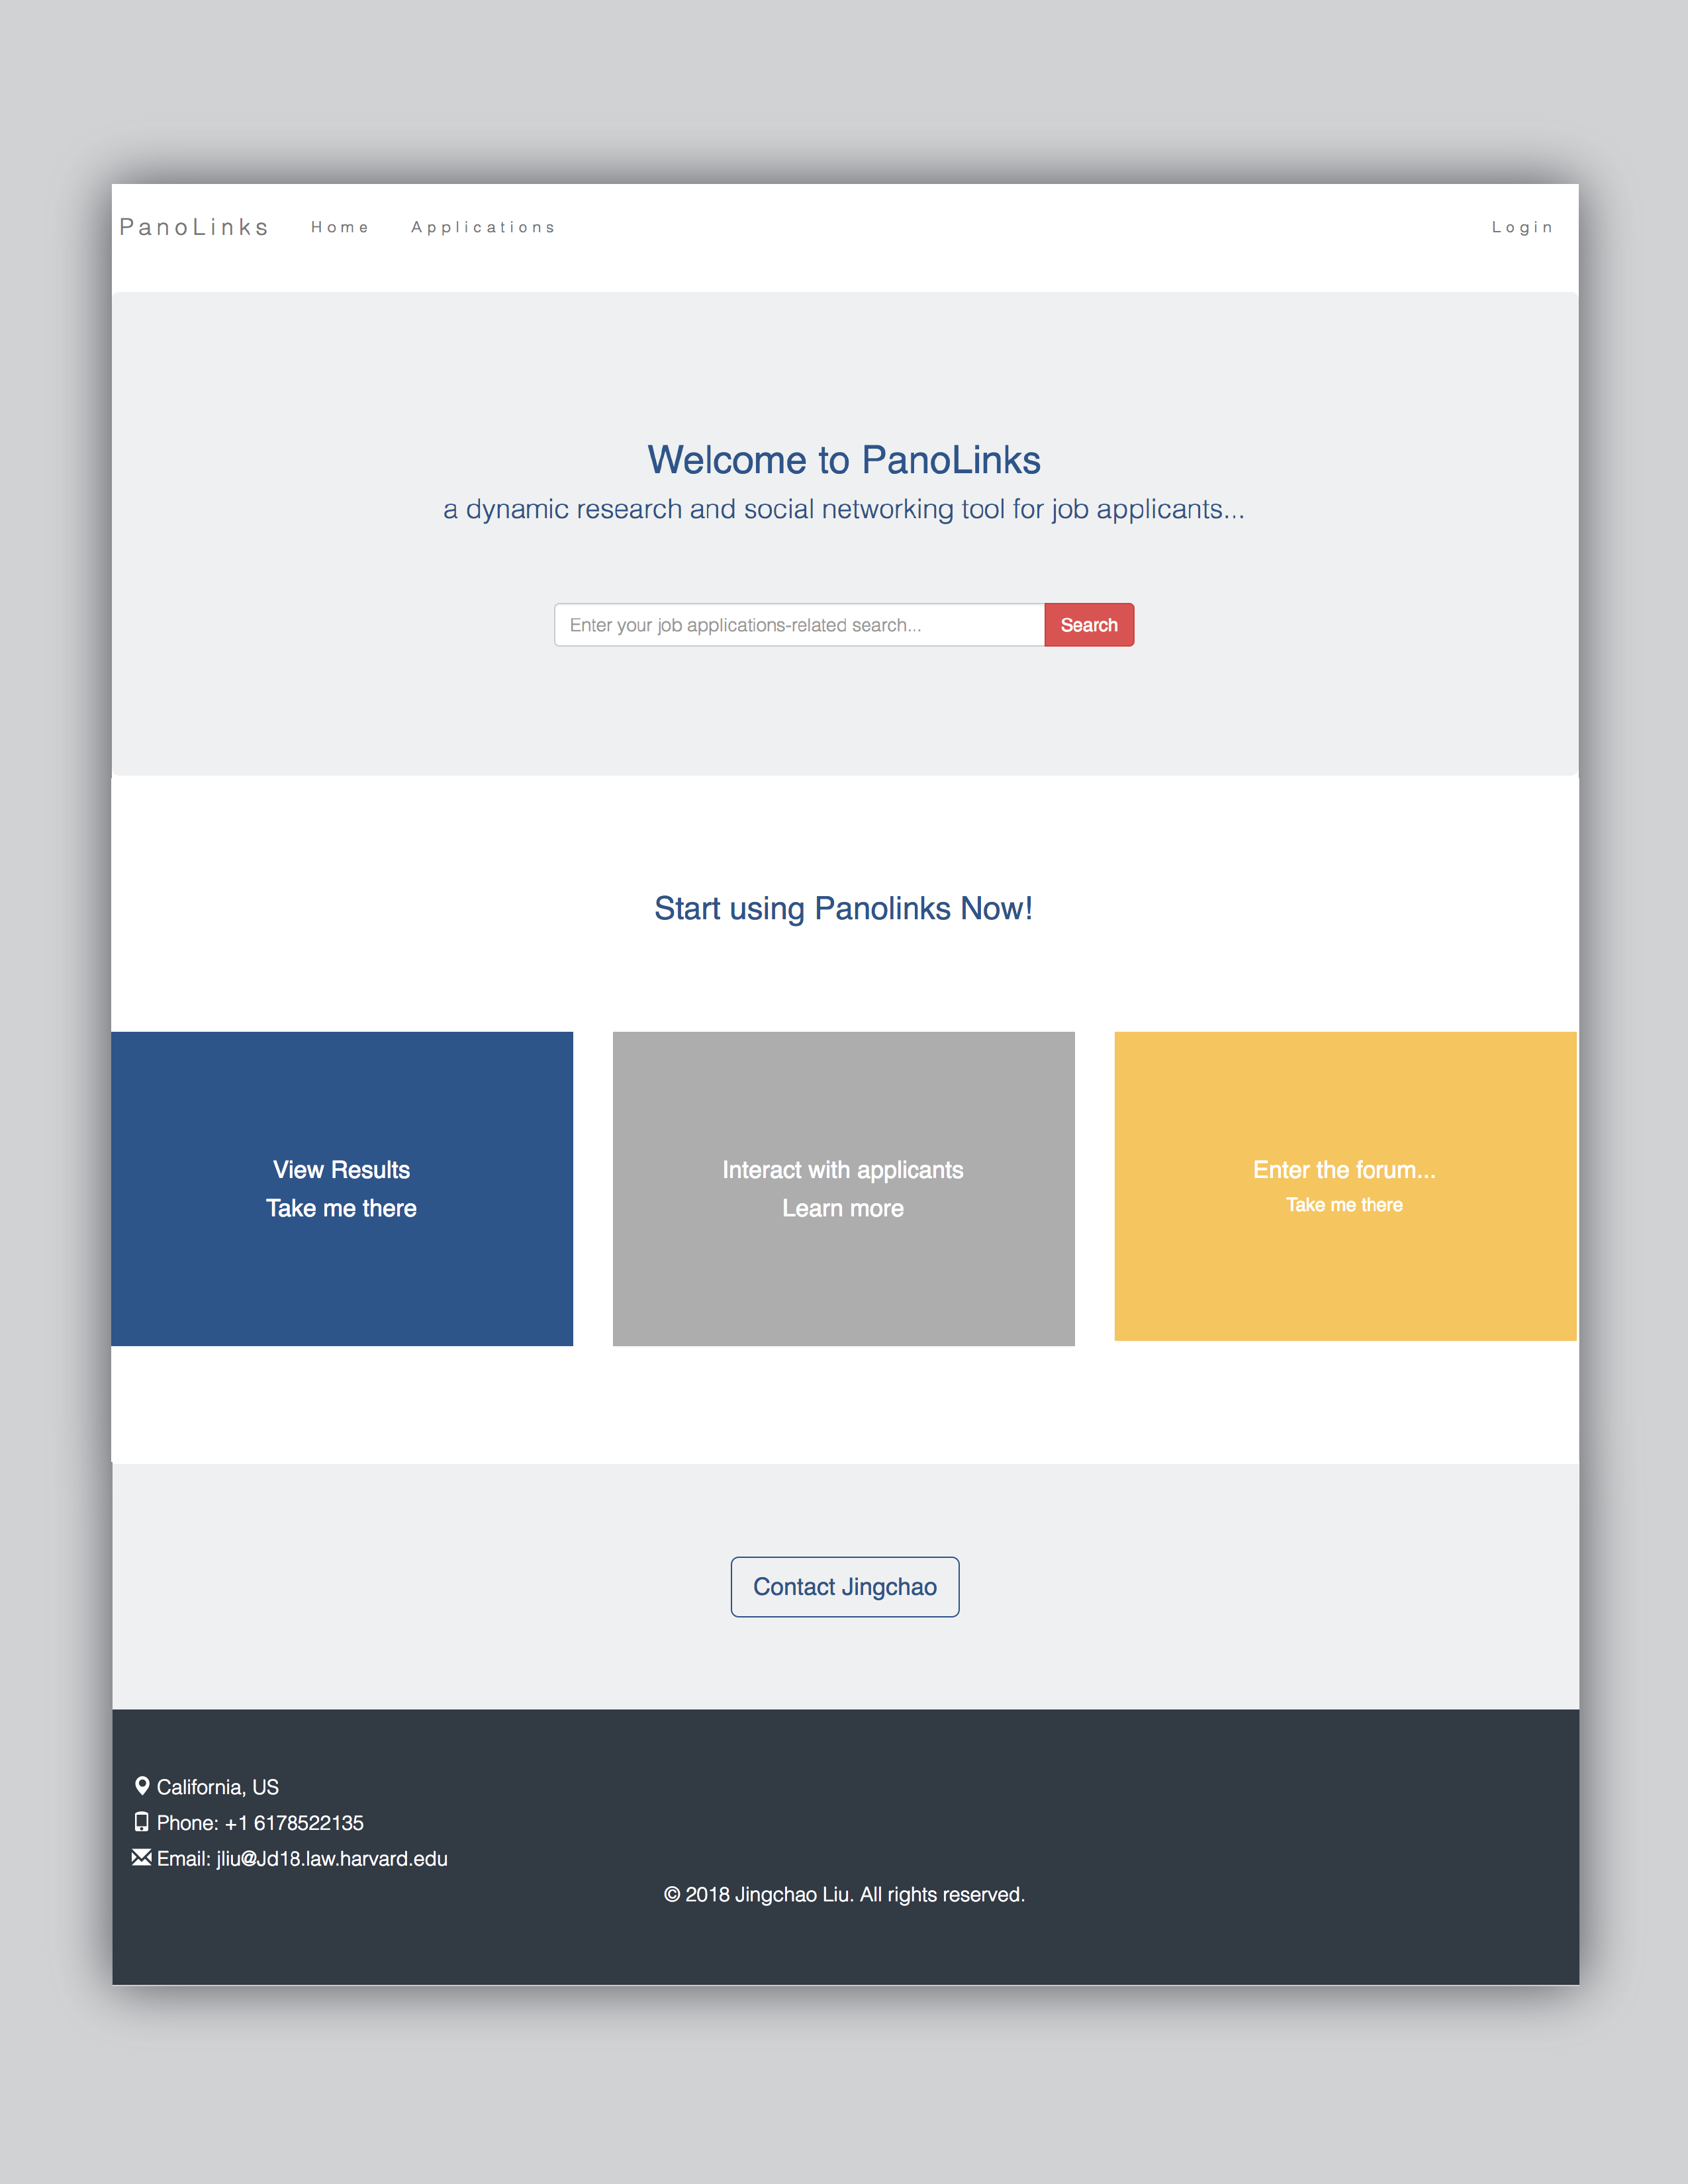 PanoLinks Home Applications Login
Welcome to PanoLinks
a dynamic research and social networking tool for job applicants...
Enter your job applications-related search... Search
Start using Panolinks Now!
View Results
Take me there
Interact with applicants
Learn more
Enter the forum...
Take me there
Contact Jingchao
California, US
Phone: +1 6178522135
Email: jliu@Jd18.law.harvard.edu
© 2018 Jingchao Liu. All rights reserved.